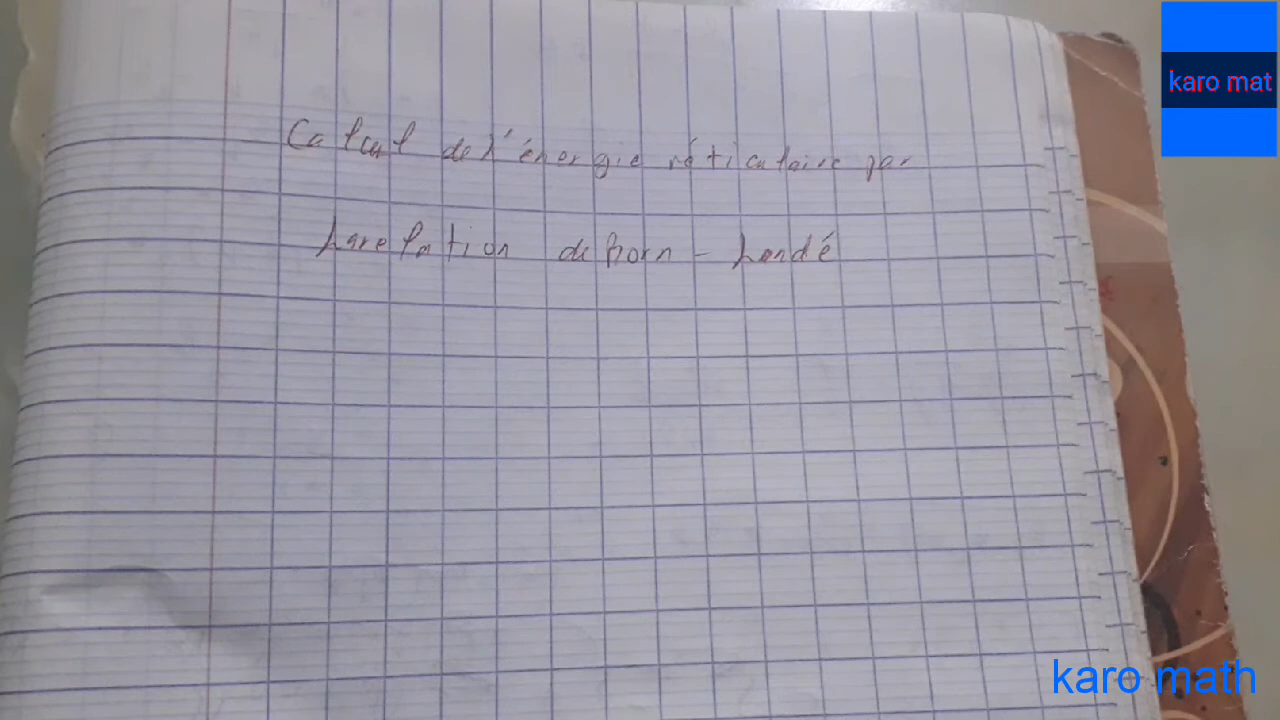 Calcul de l'énergie réticulaire par
la relation de born - landé
karo mat
karo math